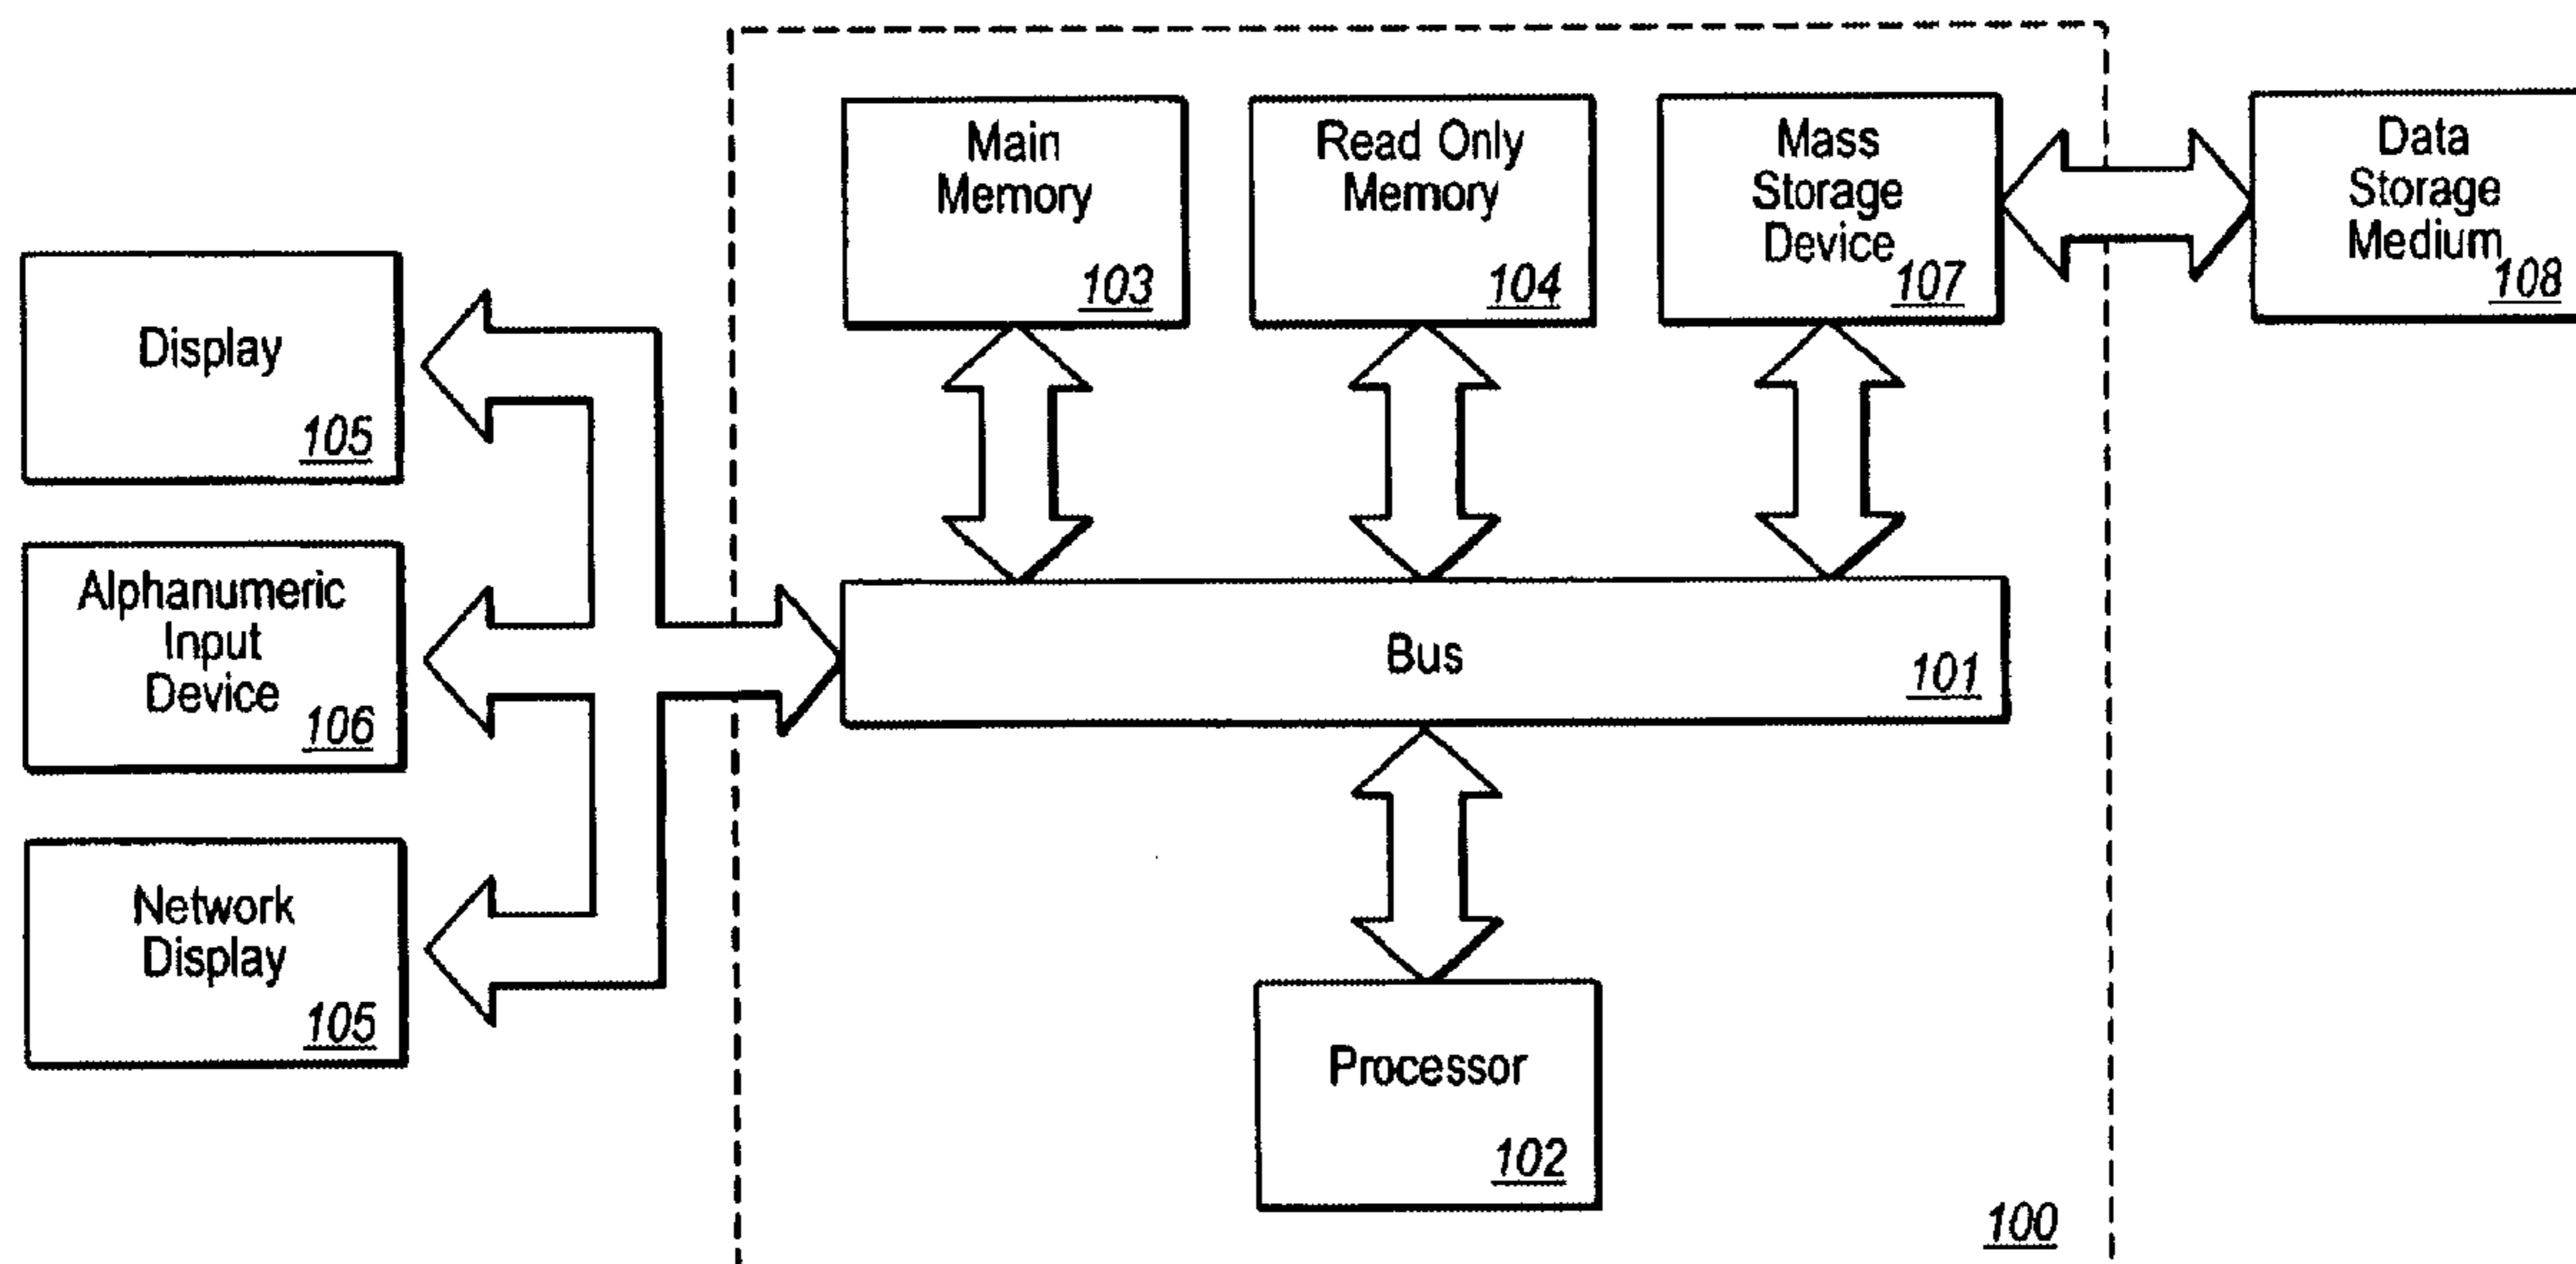 Main
Memory
103
Read Only
Memory
104
Mass
Storage
Device
107
Data
Storage
Medium
108
Display
105
Alphanumeric
Input
Device
106
Network
Display
105
Bus
101
Processor
102
100